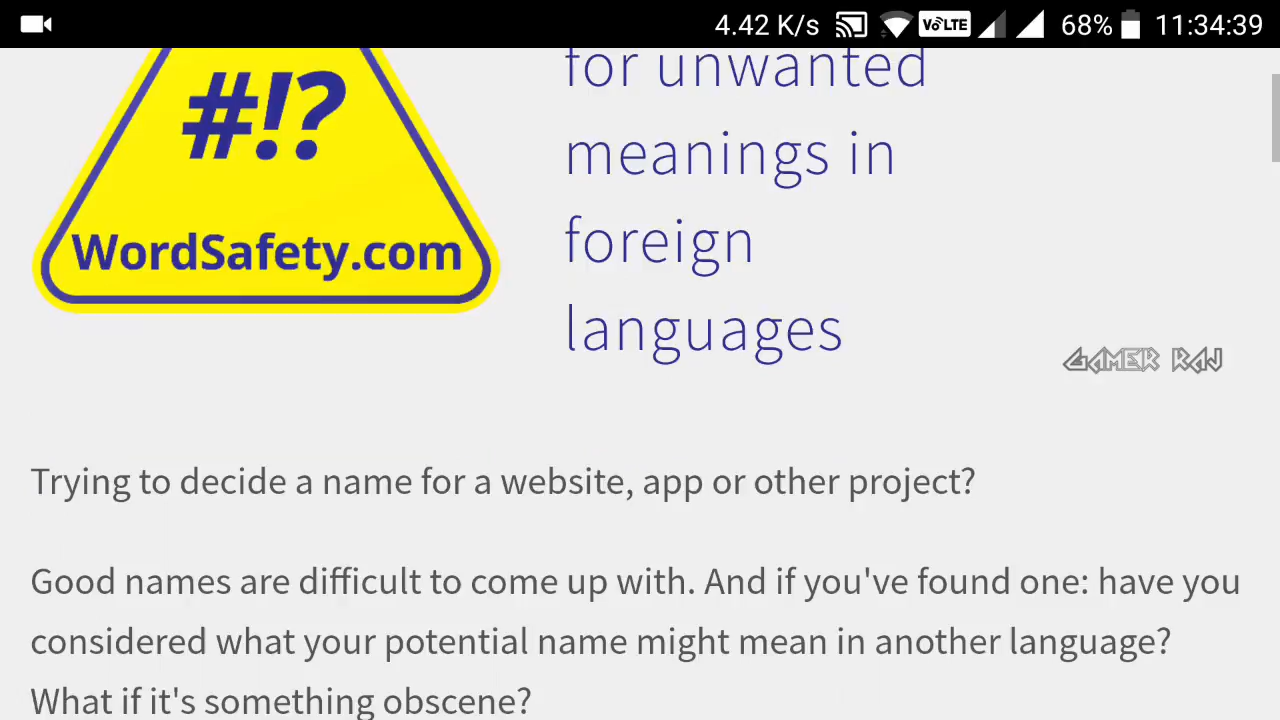 4.42 K/s VoLTE 68% 11:34:39
#!?
WordSafety.com
for unwanted
meanings in
foreign
languages
GAMER RAJ
Trying to decide a name for a website, app or other project?
Good names are difficult to come up with. And if you've found one: have you
considered what your potential name might mean in another language?
What if it's something obscene?